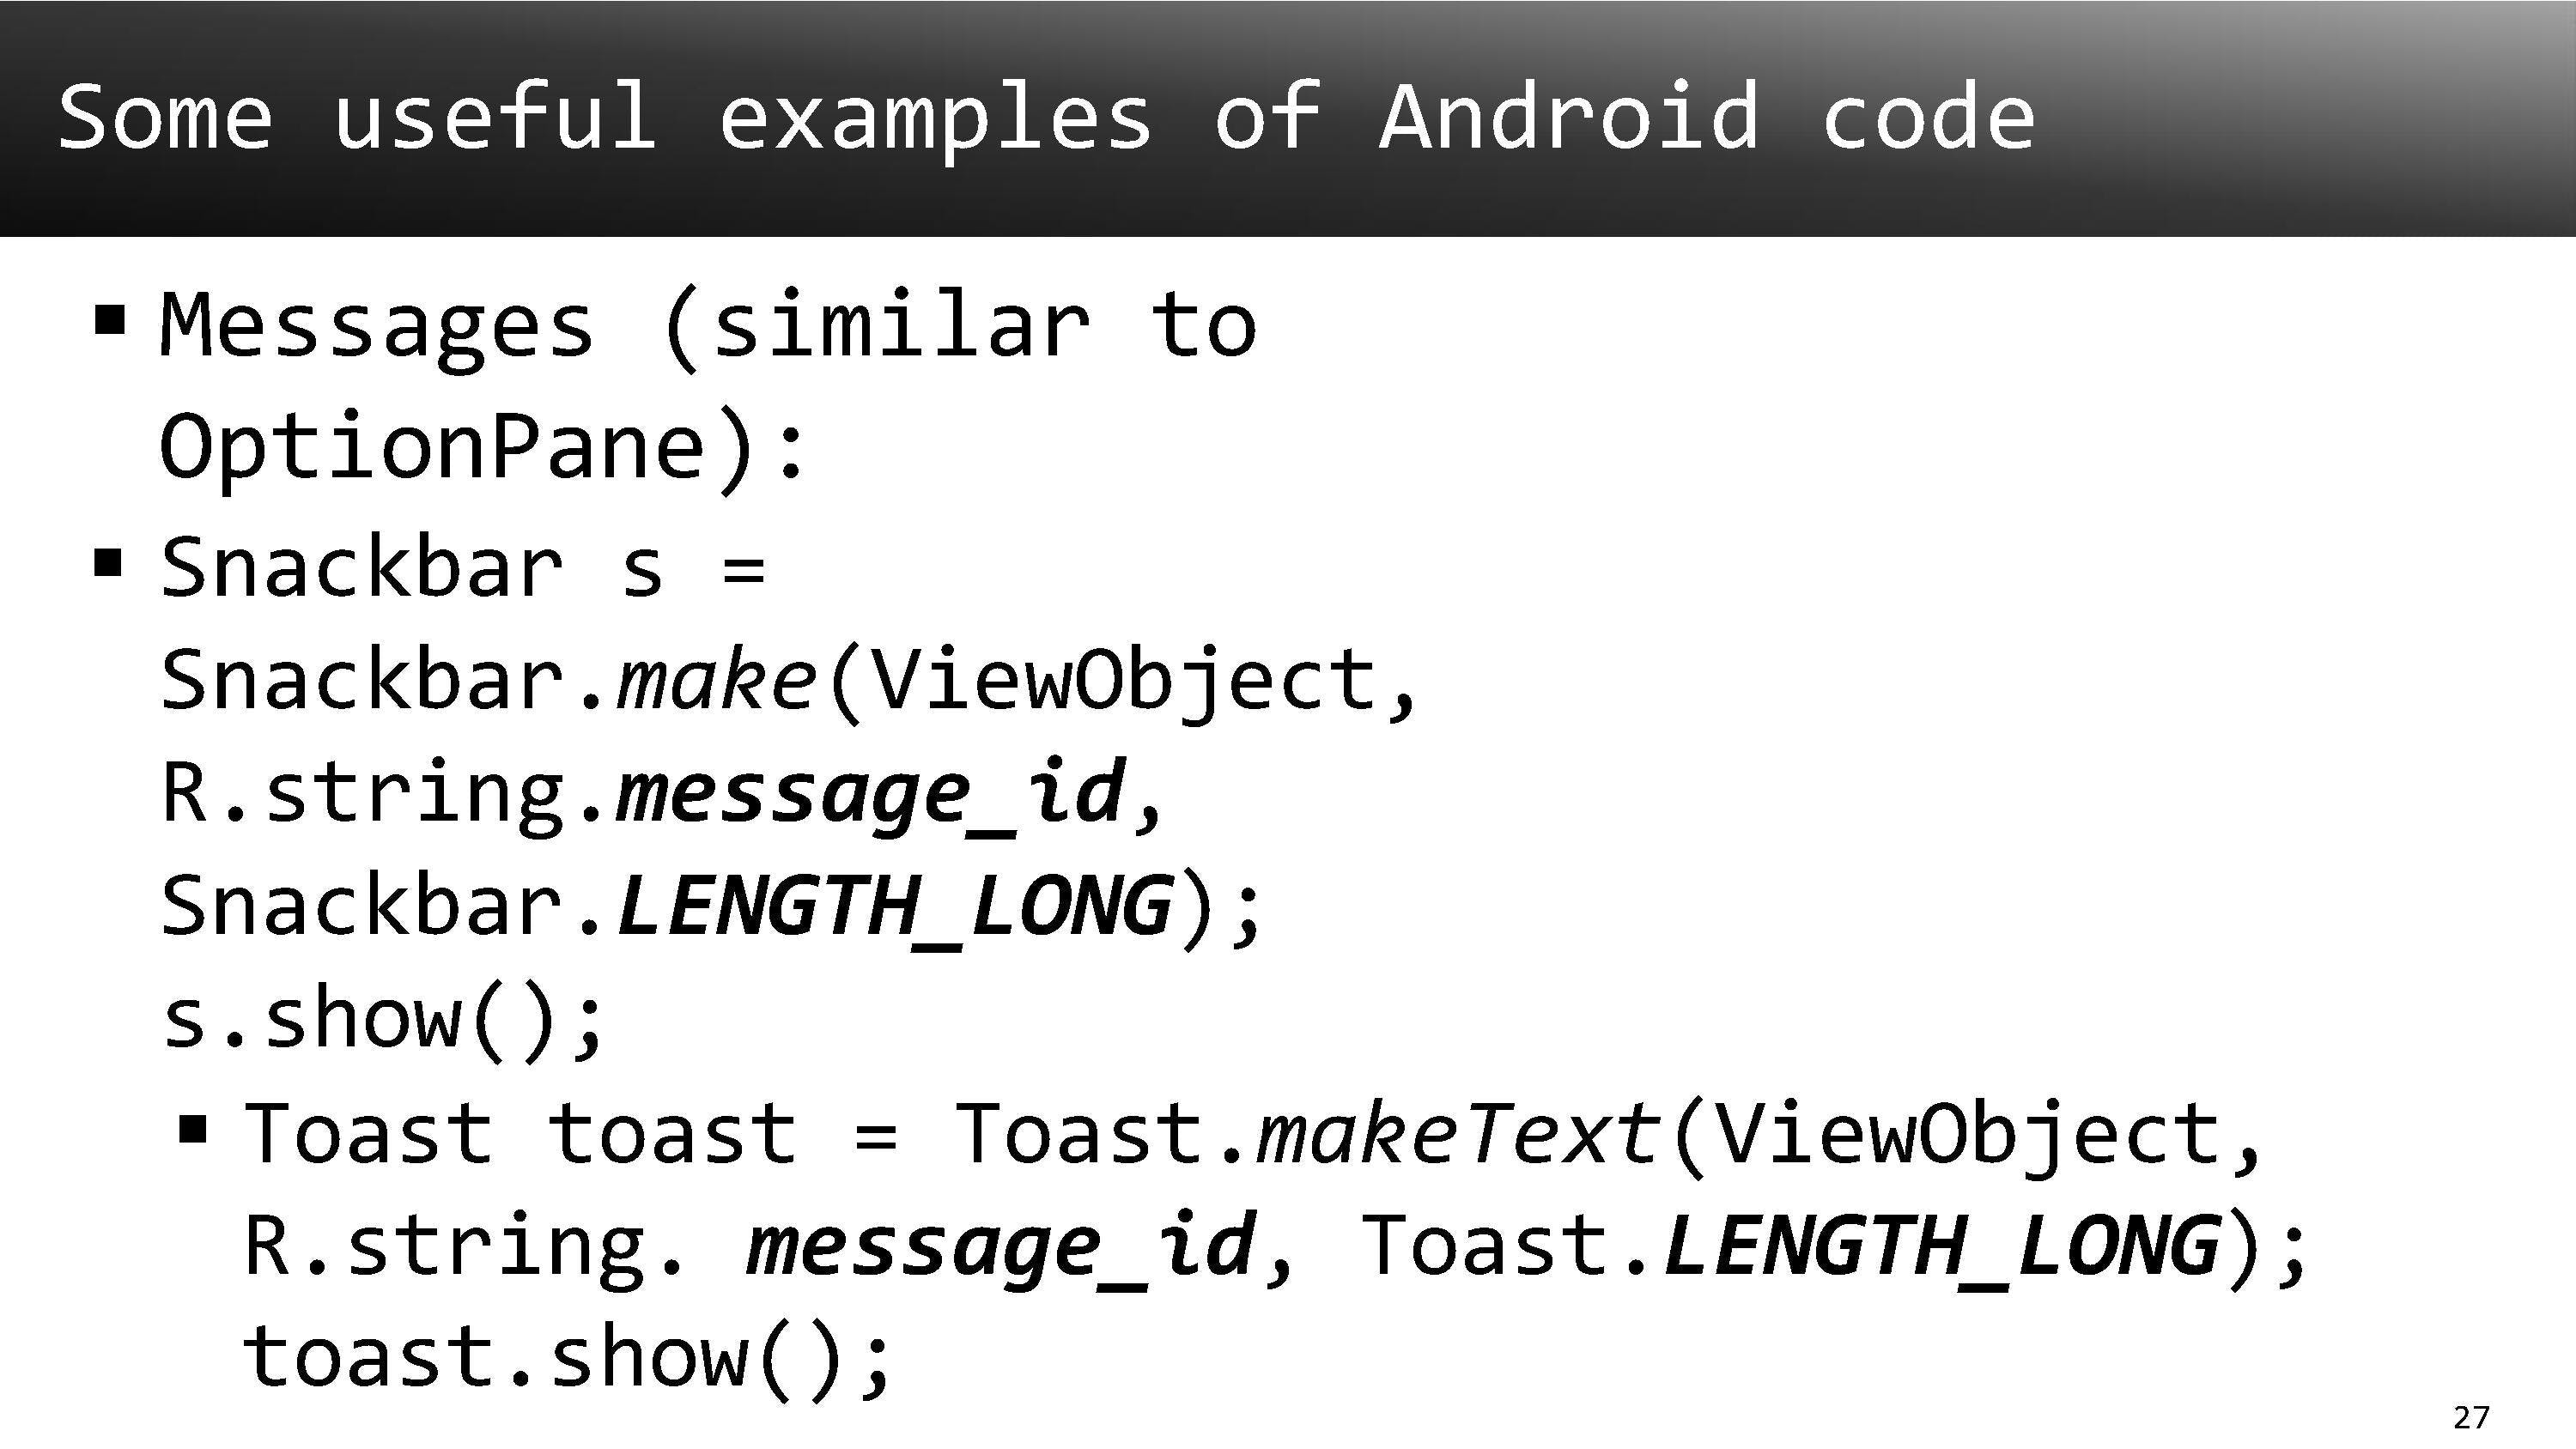 Some useful examples of Android code
▪ Messages (similar to
OptionPane):
▪ Snackbar s =
Snackbar.make(ViewObject,
R.string.message_id,
Snackbar.LENGTH_LONG);
s.show();
▪ Toast toast = Toast.makeText(ViewObject,
R.string. message_id, Toast.LENGTH_LONG);
toast.show();
27